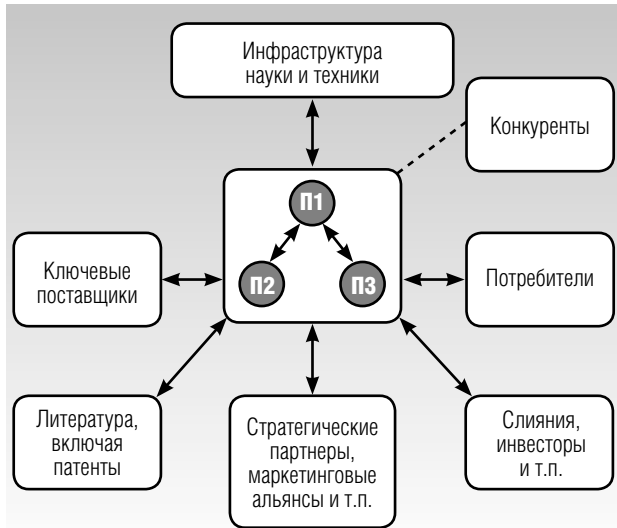 Инфраструктура
науки и техники
Конкуренты
П1
П2
П3
Ключевые
поставщики
Потребители
Литература,
включая
патенты
Стратегические
партнеры,
маркетинговые
альянсы и т.п.
Слияния,
инвесторы
и т.п.